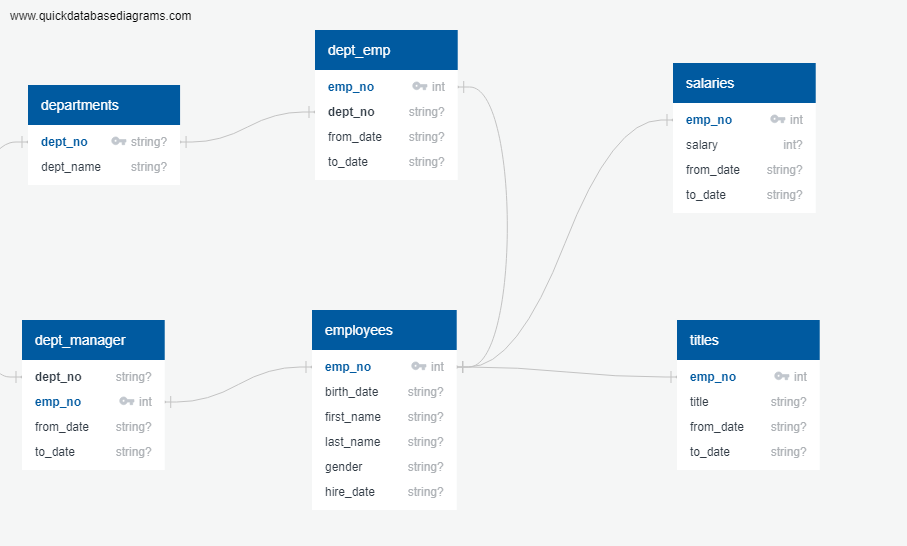 www.quickdatabasediagrams.com
dept_emp
emp_no int
dept_no string?
from_date string?
to_date string?
departments
dept_no string?
dept_name string?
salaries
emp_no int
salary int?
from_date string?
to_date string?
dept_manager
dept_no string?
emp_no int
from_date string?
to_date string?
employees
emp_no int
birth_date string?
first_name string?
last_name string?
gender string?
hire_date string?
titles
emp_no int
title string?
from_date string?
to_date string?